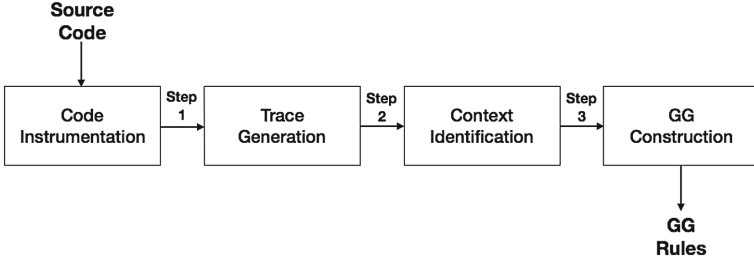 Source
Code
Code
Instrumentation
Step
1
Trace
Generation
Step
2
Context
Identification
Step
3
GG
Construction
GG
Rules